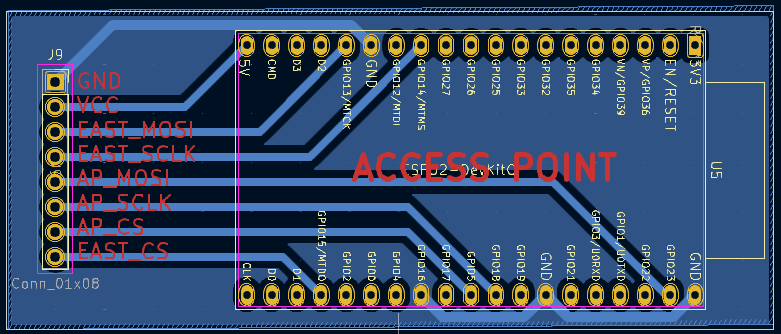 J9
GND
VCC
EAST_MOSI
EAST_SCLK
AP_MOSI
AP_SCLK
AP_CS
EAST_CS
Conn_01x08
5V
CMD
D3
D2
GPIO13/MTCK
GND
GPIO12/MTDI
GPIO14/MTMS
GPIO27
GPIO26
GPIO25
GPIO33
GPIO32
GPIO35
GPIO34
VN/GPIO39
VP/GPIO36
EN/RESET
3V3
ACCESS POINT
U5
CLK
D0
D1
GPIO15/MTDO
GPIO2
GPIO0
GPIO4
GPIO16
GPIO17
GPIO5
GPIO18
GPIO19
GND
GPIO21
GPIO3/U0RXD
GPIO1/U0TXD
GPIO22
GPIO23
GND